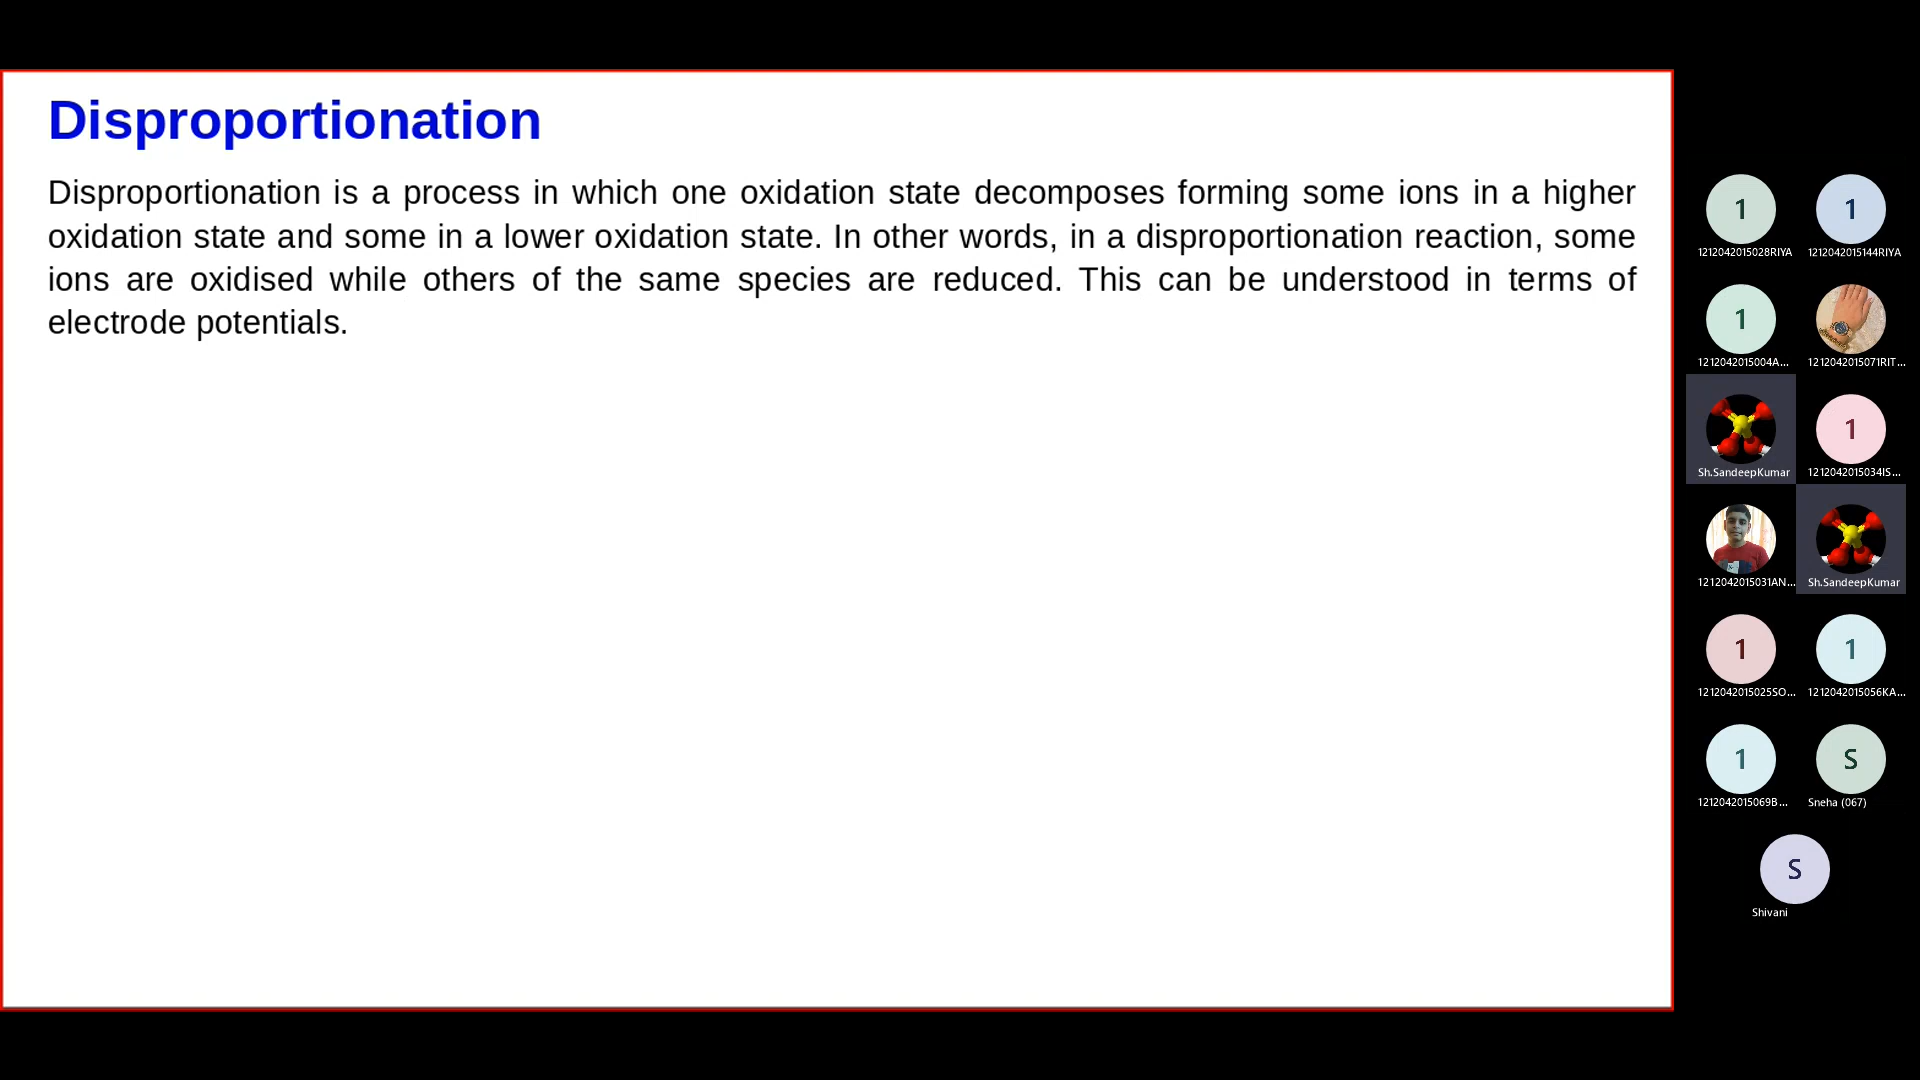 Disproportionation
Disproportionation is a process in which one oxidation state decomposes forming some ions in a higher
oxidation state and some in a lower oxidation state. In other words, in a disproportionation reaction, some
ions are oxidised while others of the same species are reduced. This can be understood in terms of
electrode potentials.
1 1
1212042015028RIYA 1212042015144RIYA
1
1212042015004A... 1212042015071RIT...
1
Sh.SandeepKumar 1212042015034IS...
1212042015031AN... Sh.SandeepKumar
1 1
1212042015025SO... 1212042015056KA...
1 S
1212042015069B... Sneha (067)
S
Shivani